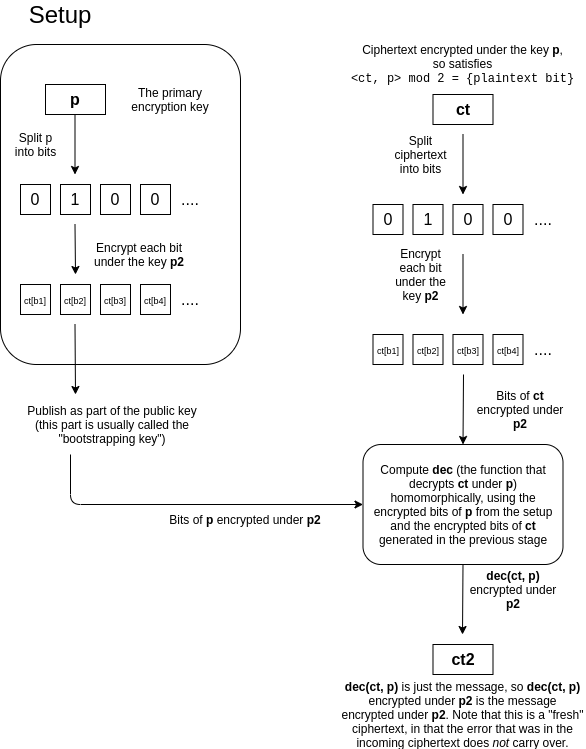 Setup
p
The primary
encryption key
Split p
into bits
0 1 0 0 ....
Encrypt each bit
under the key p2
ct[b1] ct[b2] ct[b3] ct[b4] ....
Publish as part of the public key
(this part is usually called the
"bootstrapping key")
Bits of p encrypted under p2
Ciphertext encrypted under the key p,
so satisfies
<ct, p> mod 2 = {plaintext bit}
ct
Split
ciphertext
into bits
0 1 0 0 ....
Encrypt
each bit
under the
key p2
ct[b1] ct[b2] ct[b3] ct[b4] ....
Bits of ct
encrypted under
p2
Compute dec (the function that
decrypts ct under p)
homomorphically, using the
encrypted bits of p from the setup
and the encrypted bits of ct
generated in the previous stage
dec(ct, p)
encrypted under
p2
ct2
dec(ct, p) is just the message, so dec(ct, p)
encrypted under p2 is the message
encrypted under p2. Note that this is a "fresh"
ciphertext, in that the error that was in the
incoming ciphertext does not carry over.